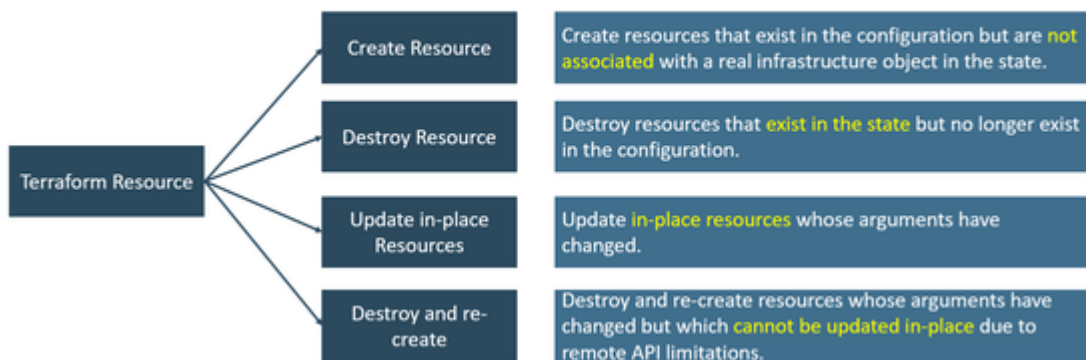 Create Resource
Create resources that exist in the configuration but are not
associated with a real infrastructure object in the state.
Destroy Resource
Destroy resources that exist in the state but no longer exist
in the configuration.
Terraform Resource
Update in-place
Resources
Update in-place resources whose arguments have
changed.
Destroy and re-
create
Destroy and re-create resources whose arguments have
changed but which cannot be updated in-place due to
remote API limitations.